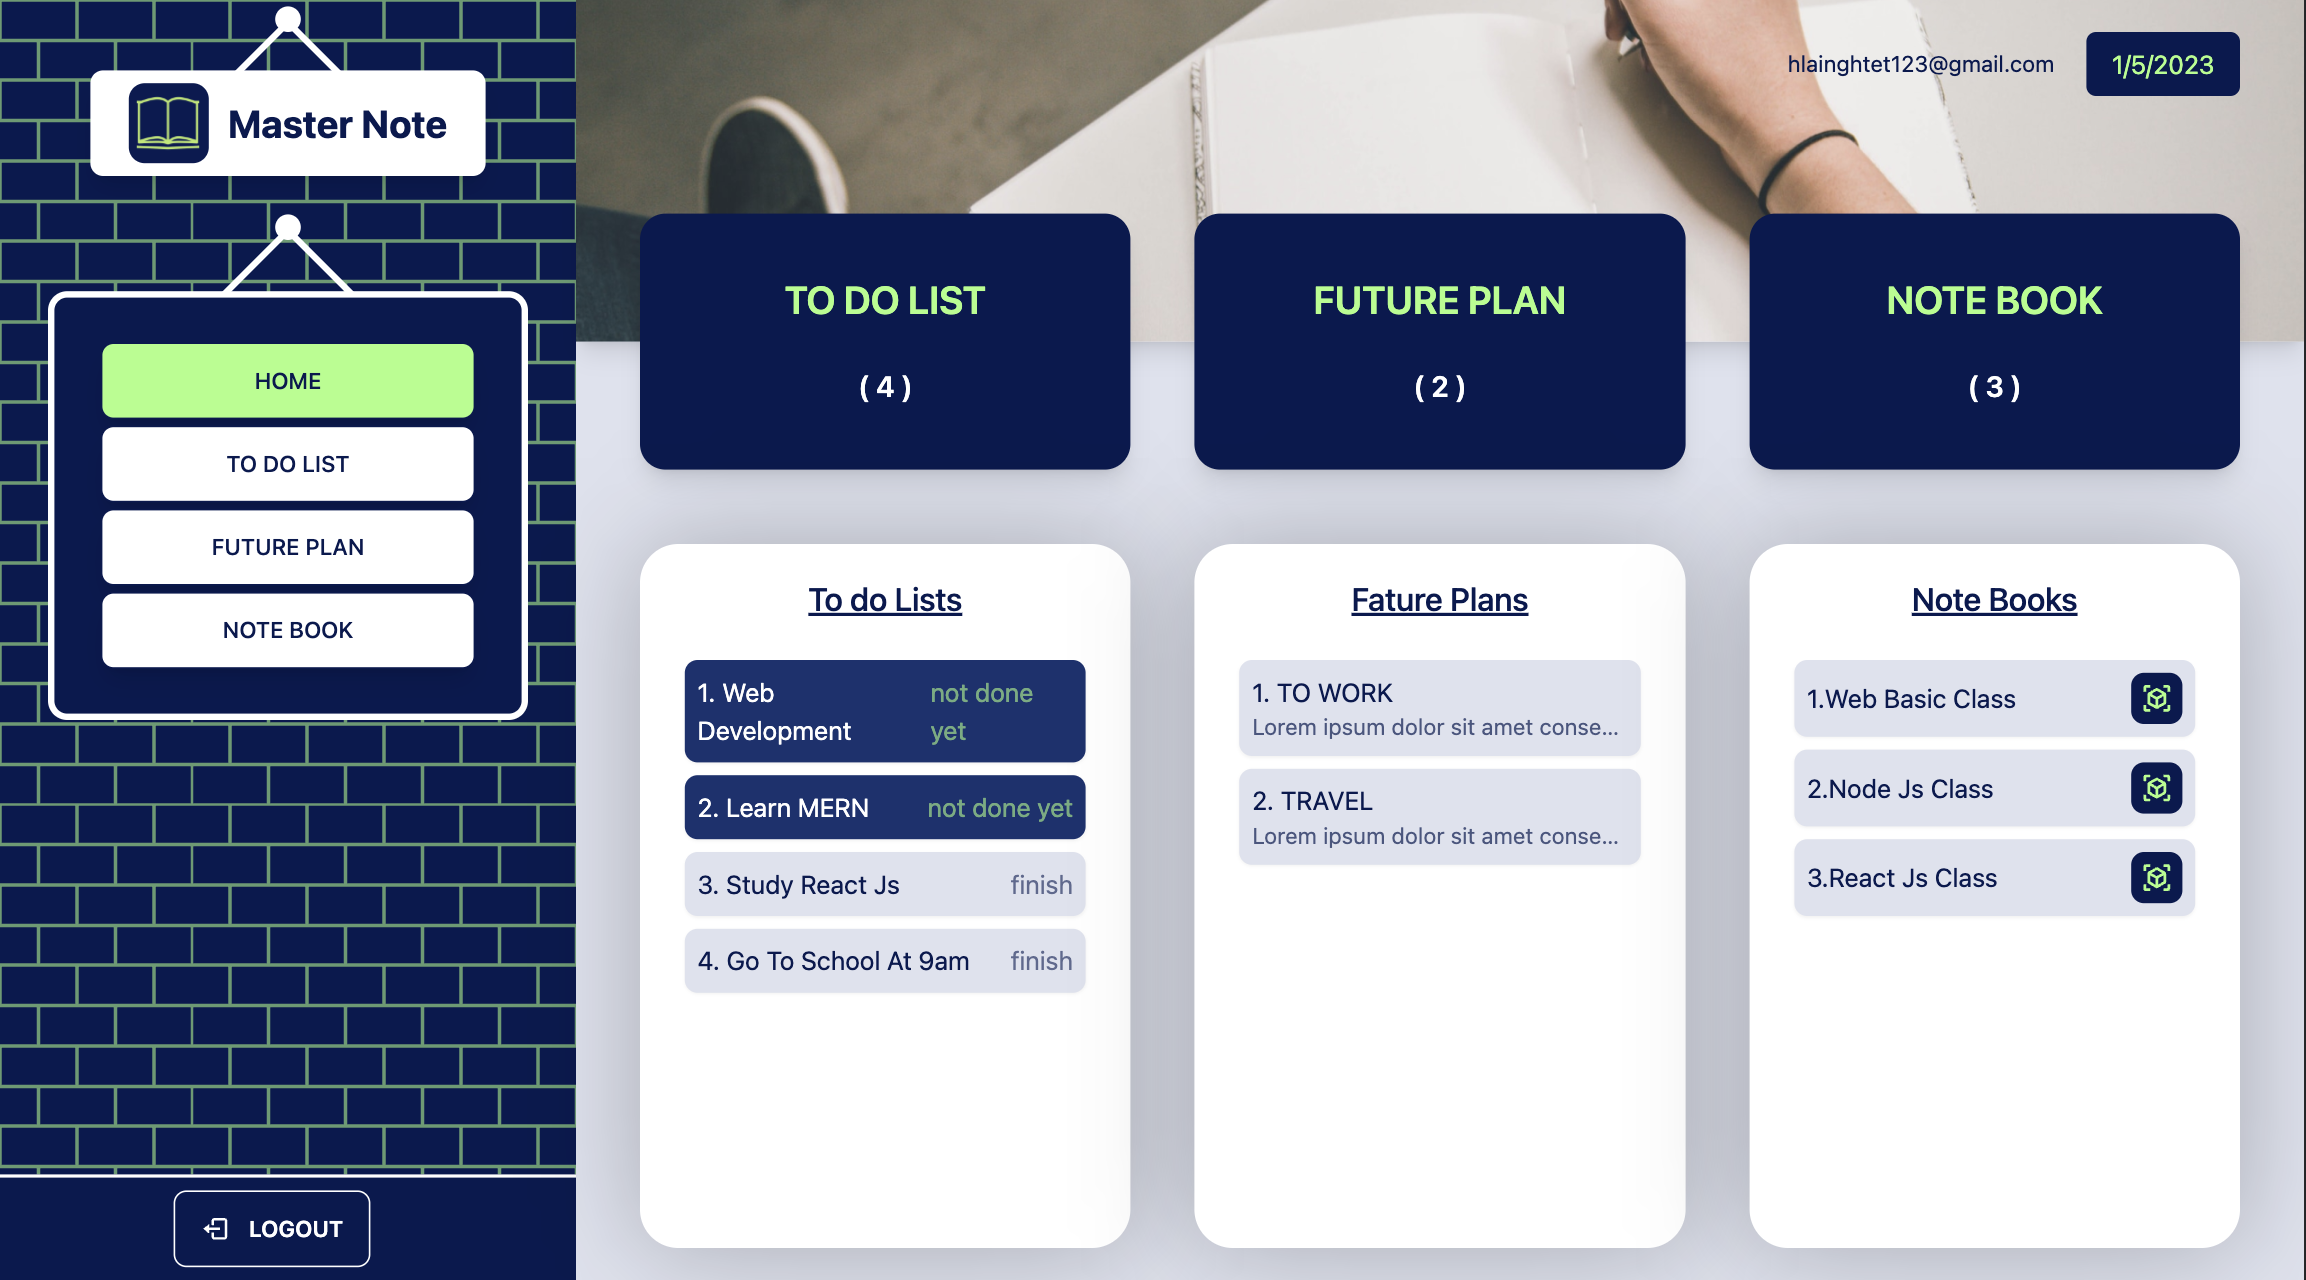 Master Note
HOME
TO DO LIST
FUTURE PLAN
NOTE BOOK
LOGOUT
hlainghtet123@gmail.com
1/5/2023
TO DO LIST
( 4 )
FUTURE PLAN
( 2 )
NOTE BOOK
( 3 )
To do Lists
1. Web Development
not done yet
2. Learn MERN
not done yet
3. Study React Js
finish
4. Go To School At 9am
finish
Fature Plans
1. TO WORK
Lorem ipsum dolor sit amet conse...
2. TRAVEL
Lorem ipsum dolor sit amet conse...
Note Books
1.Web Basic Class
2.Node Js Class
3.React Js Class